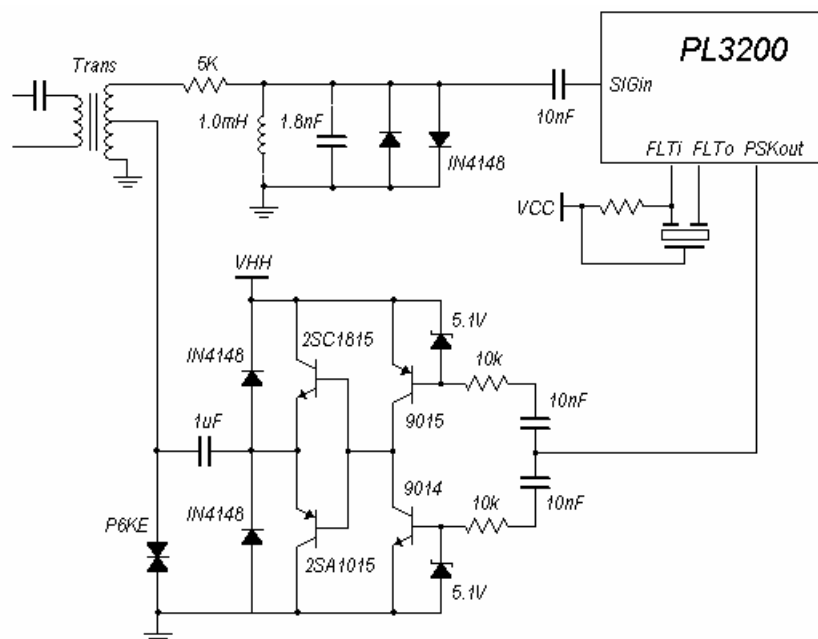 PL3200
Trans
5K
SIGin
1.0mH
1.8nF
10nF
IN4148
FLTi FLTo PSKout
VCC
VHH
5.1V
2SC1815
IN4148
10k
10nF
1uF
9015
9014
10k
10nF
IN4148
P6KE
2SA1015
5.1V